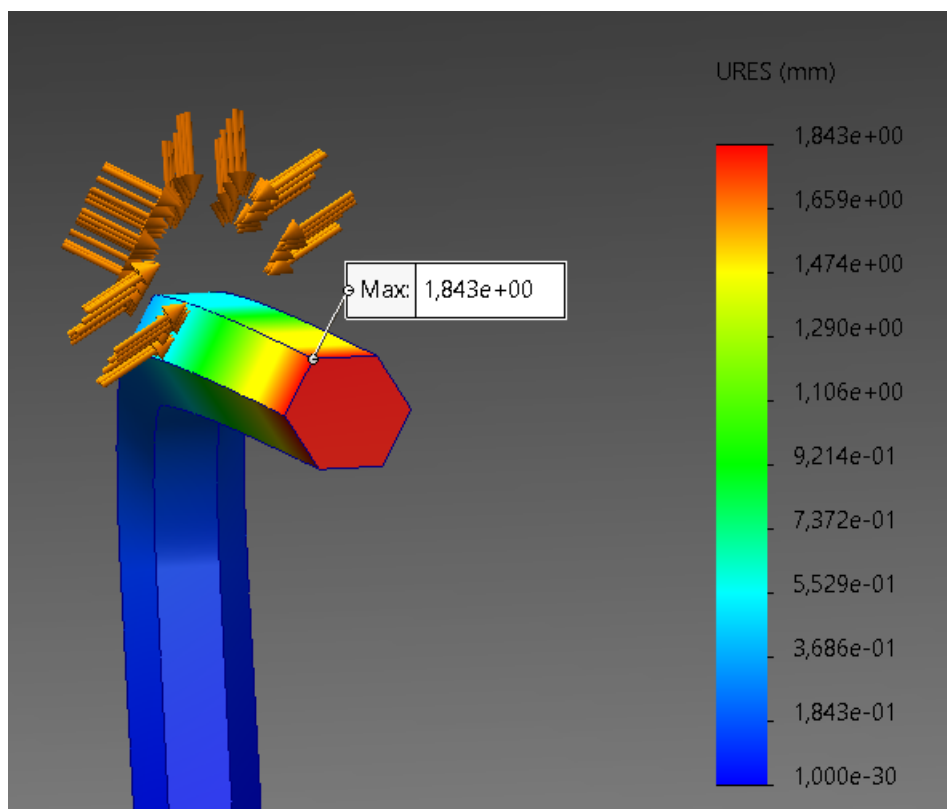 URES (mm)
1,843e+00
1,659e+00
1,474e+00
1,290e+00
1,106e+00
9,214e-01
7,372e-01
5,529e-01
3,686e-01
1,843e-01
1,000e-30
Max: 1,843e+00